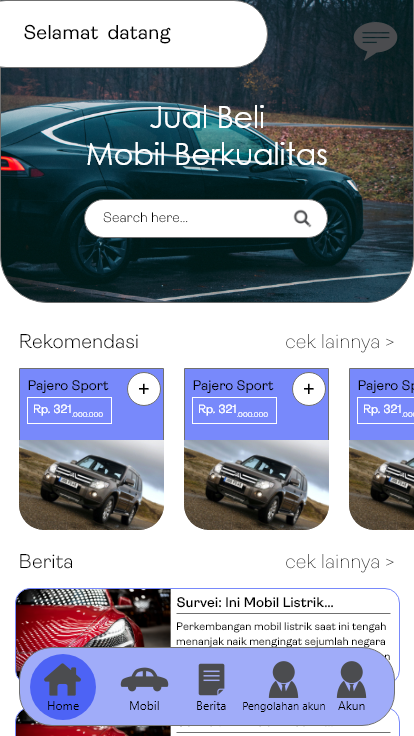 Selamat datang
Jual Beli
Mobil Berkualitas
Search here...
Rekomendasi
cek lainnya >
Pajero Sport
+
Rp. 321.000.000
Pajero Sport
+
Rp. 321.000.000
Pajero Sp
Rp. 321.000.000
Berita
cek lainnya >
Survei: Ini Mobil Listrik...
Perkembangan mobil listrik saat ini tengah
menanjak naik mengingat sejumlah negara
Home
Mobil
Berita
Pengolahan akun
Akun